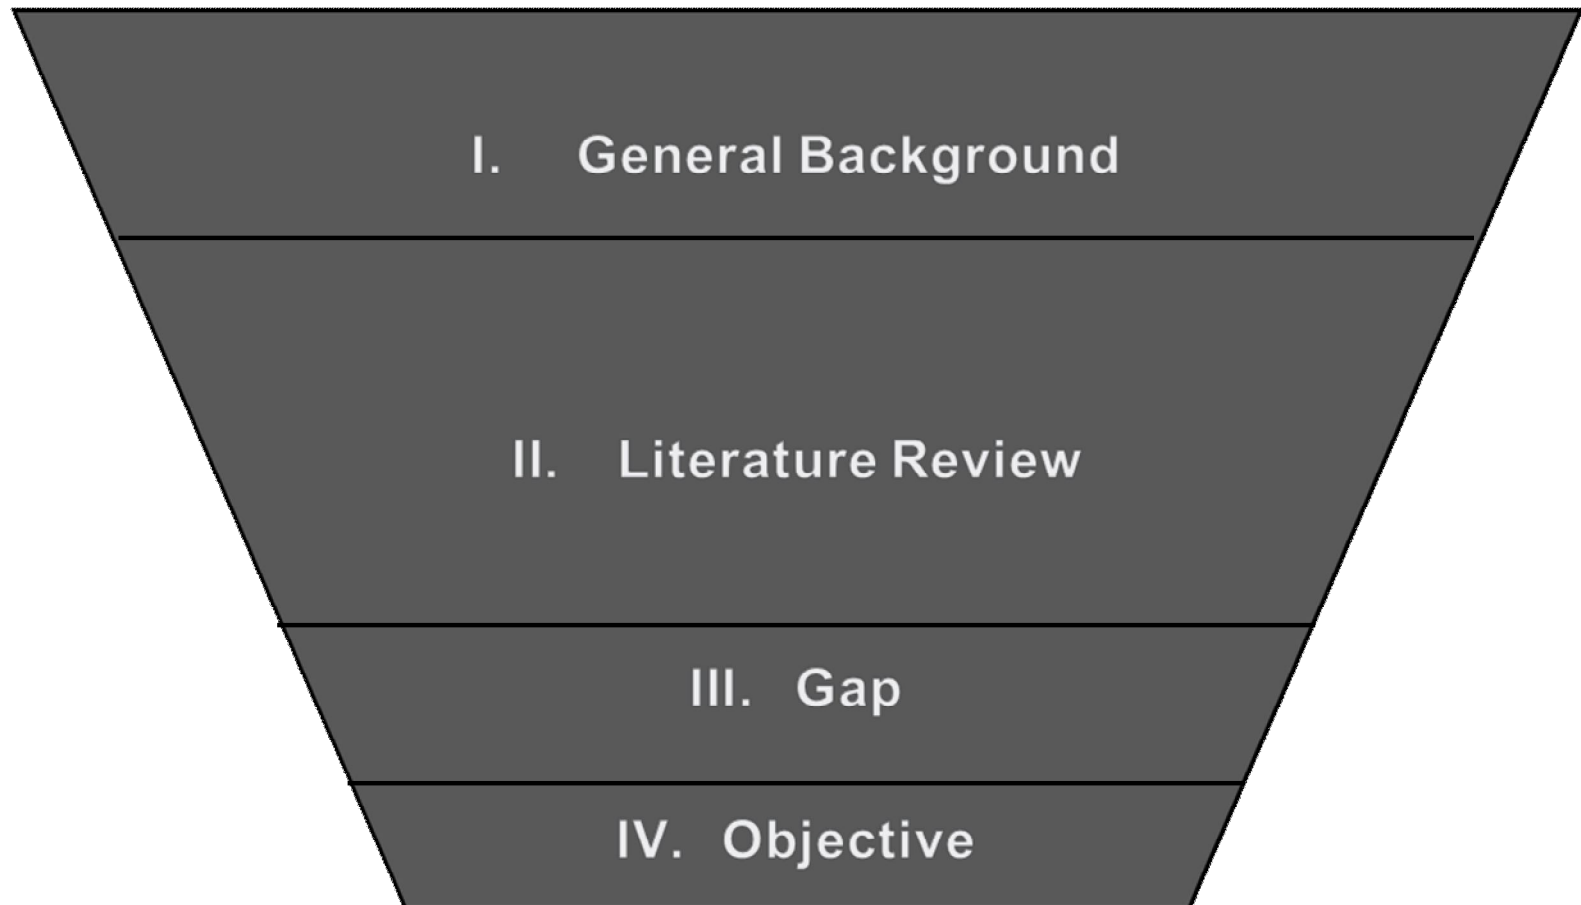 I. General Background
II. Literature Review
III. Gap
IV. Objective